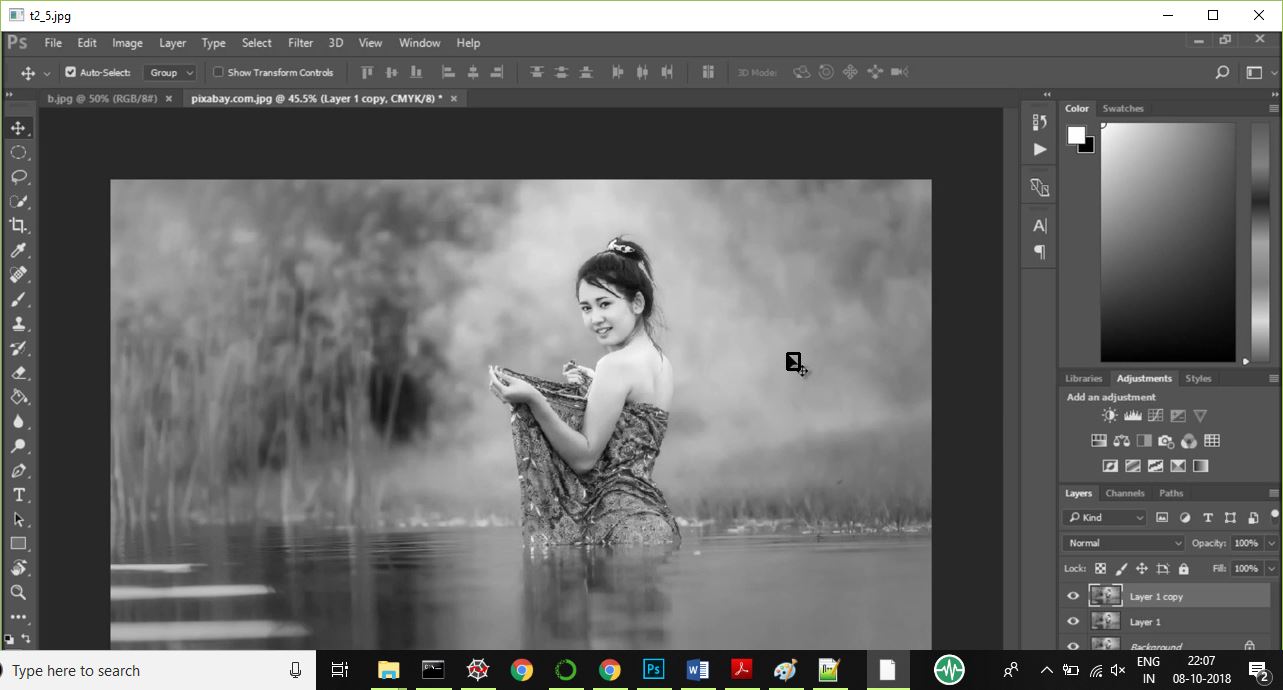 t2_5.jpg
Ps File Edit Image Layer Type Select Filter 3D View Window Help
Auto-Select: Group Show Transform Controls 3D Mode:
b.jpg @ 50% (RGB/8#) × pixabay.com.jpg @ 45.5% (Layer 1 copy, CMYK/8) * ×
Color Swatches
A|
Libraries Adjustments Styles
Add an adjustment
Layers Channels Paths
Kind T
Normal Opacity: 100%
Lock: Fill: 100%
Layer 1 copy
Layer 1
Background
Type here to search Ps W ENG 22:07
IN 08-10-2018 2